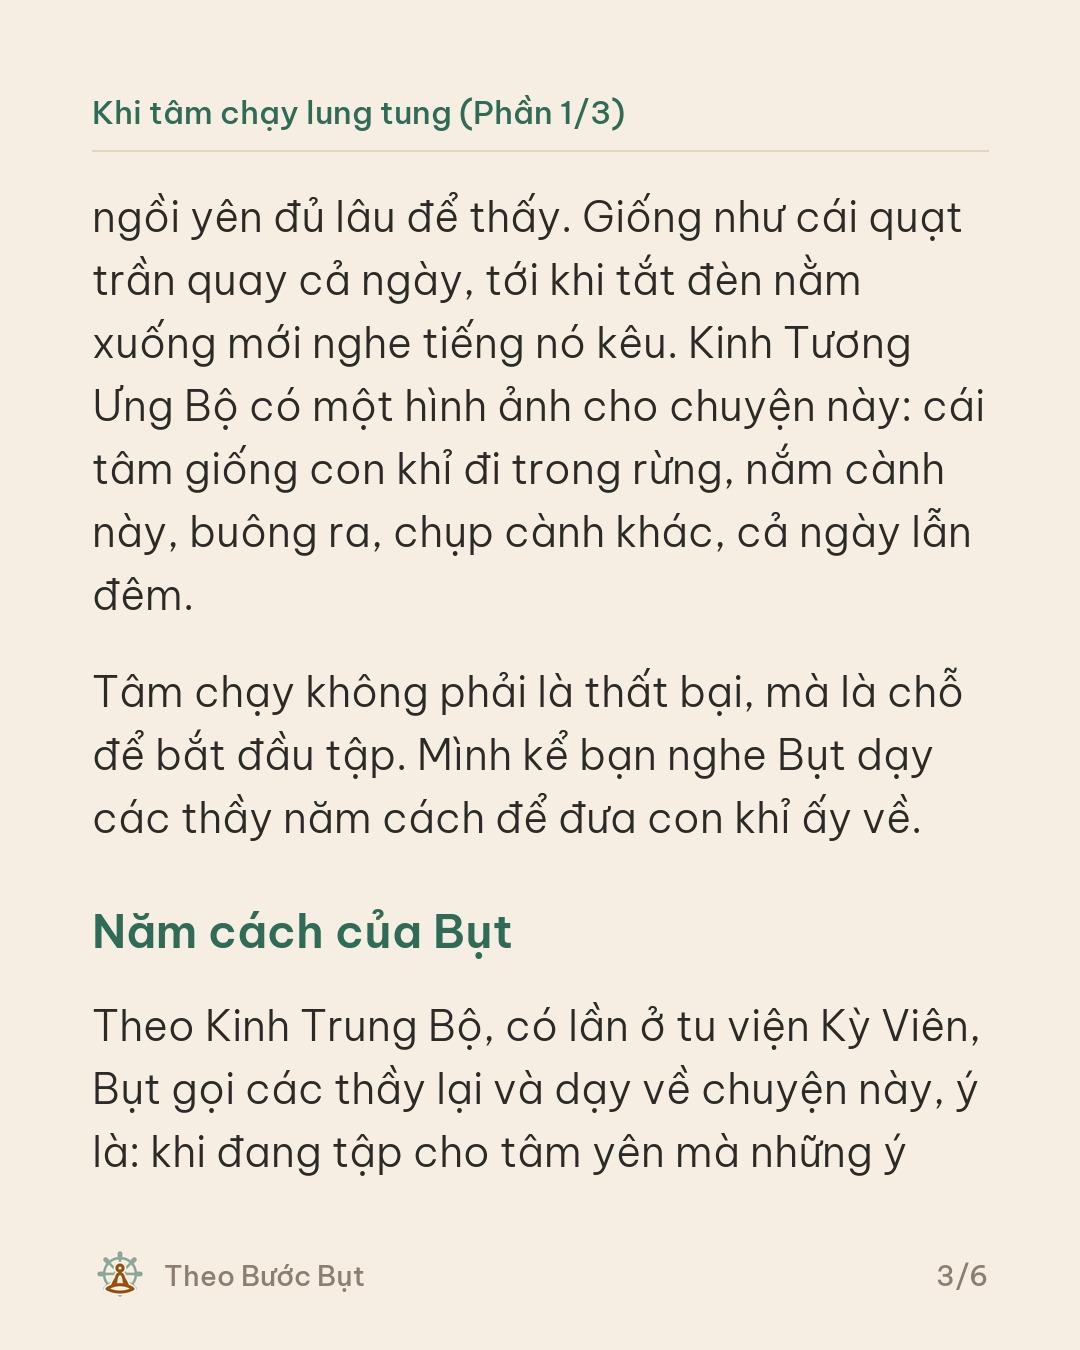 Khi tâm chạy lung tung (Phần 1/3)
ngồi yên đủ lâu để thấy. Giống như cái quạt
trần quay cả ngày, tới khi tắt đèn nằm
xuống mới nghe tiếng nó kêu. Kinh Tương
Ưng Bộ có một hình ảnh cho chuyện này: cái
tâm giống con khỉ đi trong rừng, nắm cành
này, buông ra, chụp cành khác, cả ngày lẫn
đêm.
Tâm chạy không phải là thất bại, mà là chỗ
để bắt đầu tập. Mình kể bạn nghe Bụt dạy
các thầy năm cách để đưa con khỉ ấy về.
Năm cách của Bụt
Theo Kinh Trung Bộ, có lần ở tu viện Kỳ Viên,
Bụt gọi các thầy lại và dạy về chuyện này, ý
là: khi đang tập cho tâm yên mà những ý
Theo Bước Bụt
3/6